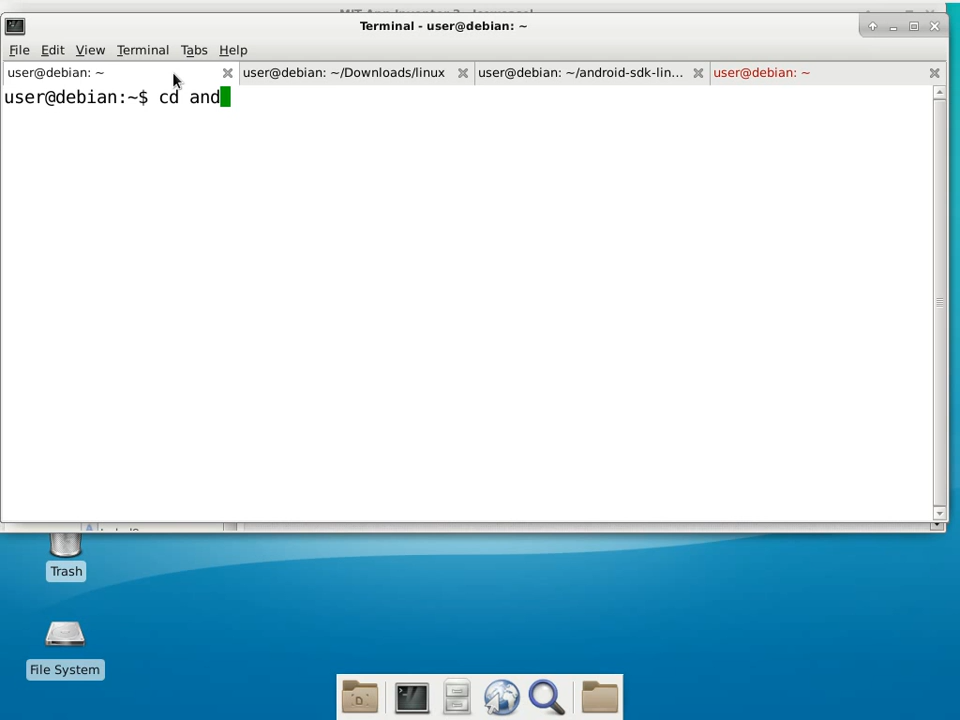 Terminal - user@debian: ~
File Edit View Terminal Tabs Help
user@debian: ~
user@debian: ~/Downloads/linux
user@debian: ~/android-sdk-lin...
user@debian: ~
user@debian:~$ cd and
Trash
File System